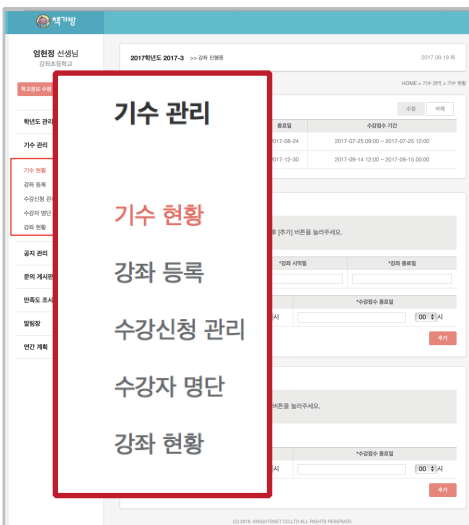 책가방
임현정 선생님
강좌초등학교
2017학년도 2017-3 >> 강좌 진행중
2017.09.19 화
학교정보 수정
HOME > 기수 관리 > 기수 현황
수정 삭제
학년도 관리
기수 관리
기수 현황
강좌 등록
수강신청 관
수강자 명단
강좌 현황
공지 관리
문의 게시판
만족도 조사
알림장
연간 계획
기수 관리
기수 현황
강좌 등록
수강신청 관리
수강자 명단
강좌 현황
종료일 수강접수 기간
017-08-24 2017-07-25 09:00 ~ 2017-07-25 12:00
017-12-30 2017-09-14 12:00 ~ 2017-09-15 00:00
후 [추가] 버튼을 눌러주세요.
*강좌 시작일 *강좌 종료일
*수강접수 종료일
시 00 시
추가
버튼을 눌러주세요.
*수강접수 종료일
시 00 시
추가
(C) 2016. KNIGHTSNET CO.LTD ALL RIGHTS RESERVED.